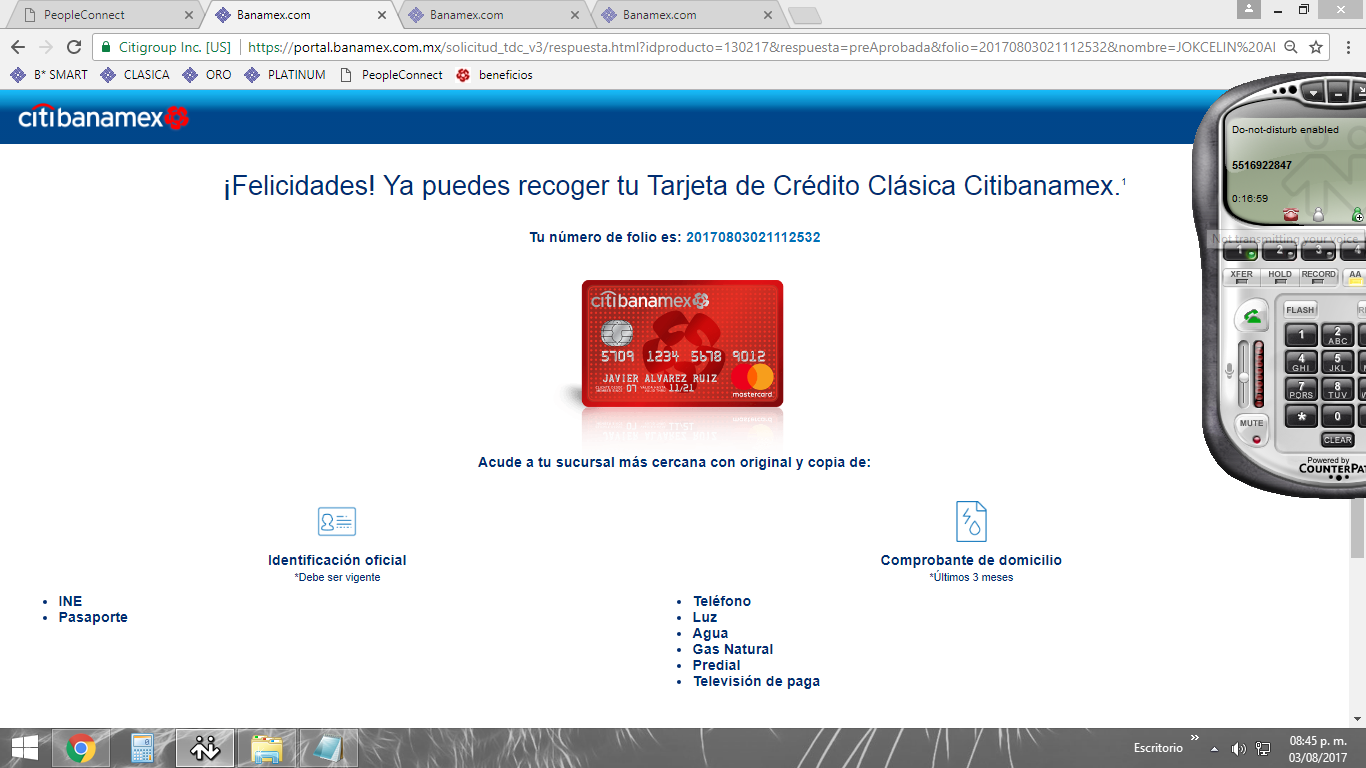 PeopleConnect
Banamex.com
Banamex.com
Banamex.com
Citigroup Inc. [US]
https://portal.banamex.com.mx/solicitud_tdc_v3/respuesta.html?idproducto=130217&respuesta=preAprobada&folio=20170803021112532&nombre=JOKCELIN%20AI
B* SMART
CLASICA
ORO
PLATINUM
PeopleConnect
beneficios
citibanamex
¡Felicidades! Ya puedes recoger tu Tarjeta de Crédito Clásica Citibanamex.¹
Tu número de folio es: 20170803021112532
citibanamex
5709 1234 5678 9012
JAVIER ALVAREZ RUIZ
07 11/21
mastercard
Acude a tu sucursal más cercana con original y copia de:
Identificación oficial
*Debe ser vigente
• INE
• Pasaporte
Comprobante de domicilio
*Últimos 3 meses
• Teléfono
• Luz
• Agua
• Gas Natural
• Predial
• Televisión de paga
Do-not-disturb enabled
5516922847
0:16:59
Not transmitting your voice
1 2 3 4
XFER HOLD RECORD AA
FLASH
1 2 ABC
4 GHI 5 JKL
7 PQRS 8 TUV
* 0
MUTE
CLEAR
Powered by
COUNTERPAT
Escritorio
08:45 p. m.
03/08/2017